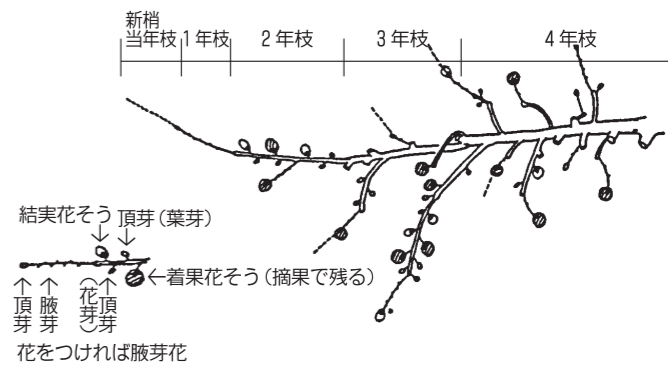 新梢
当年枝 1年枝 2年枝 3年枝 4年枝
結実花そう 頂芽(葉芽)
←着果花そう(摘果で残る)
頂芽 腋芽 (花芽) 頂芽
花をつければ腋芽花